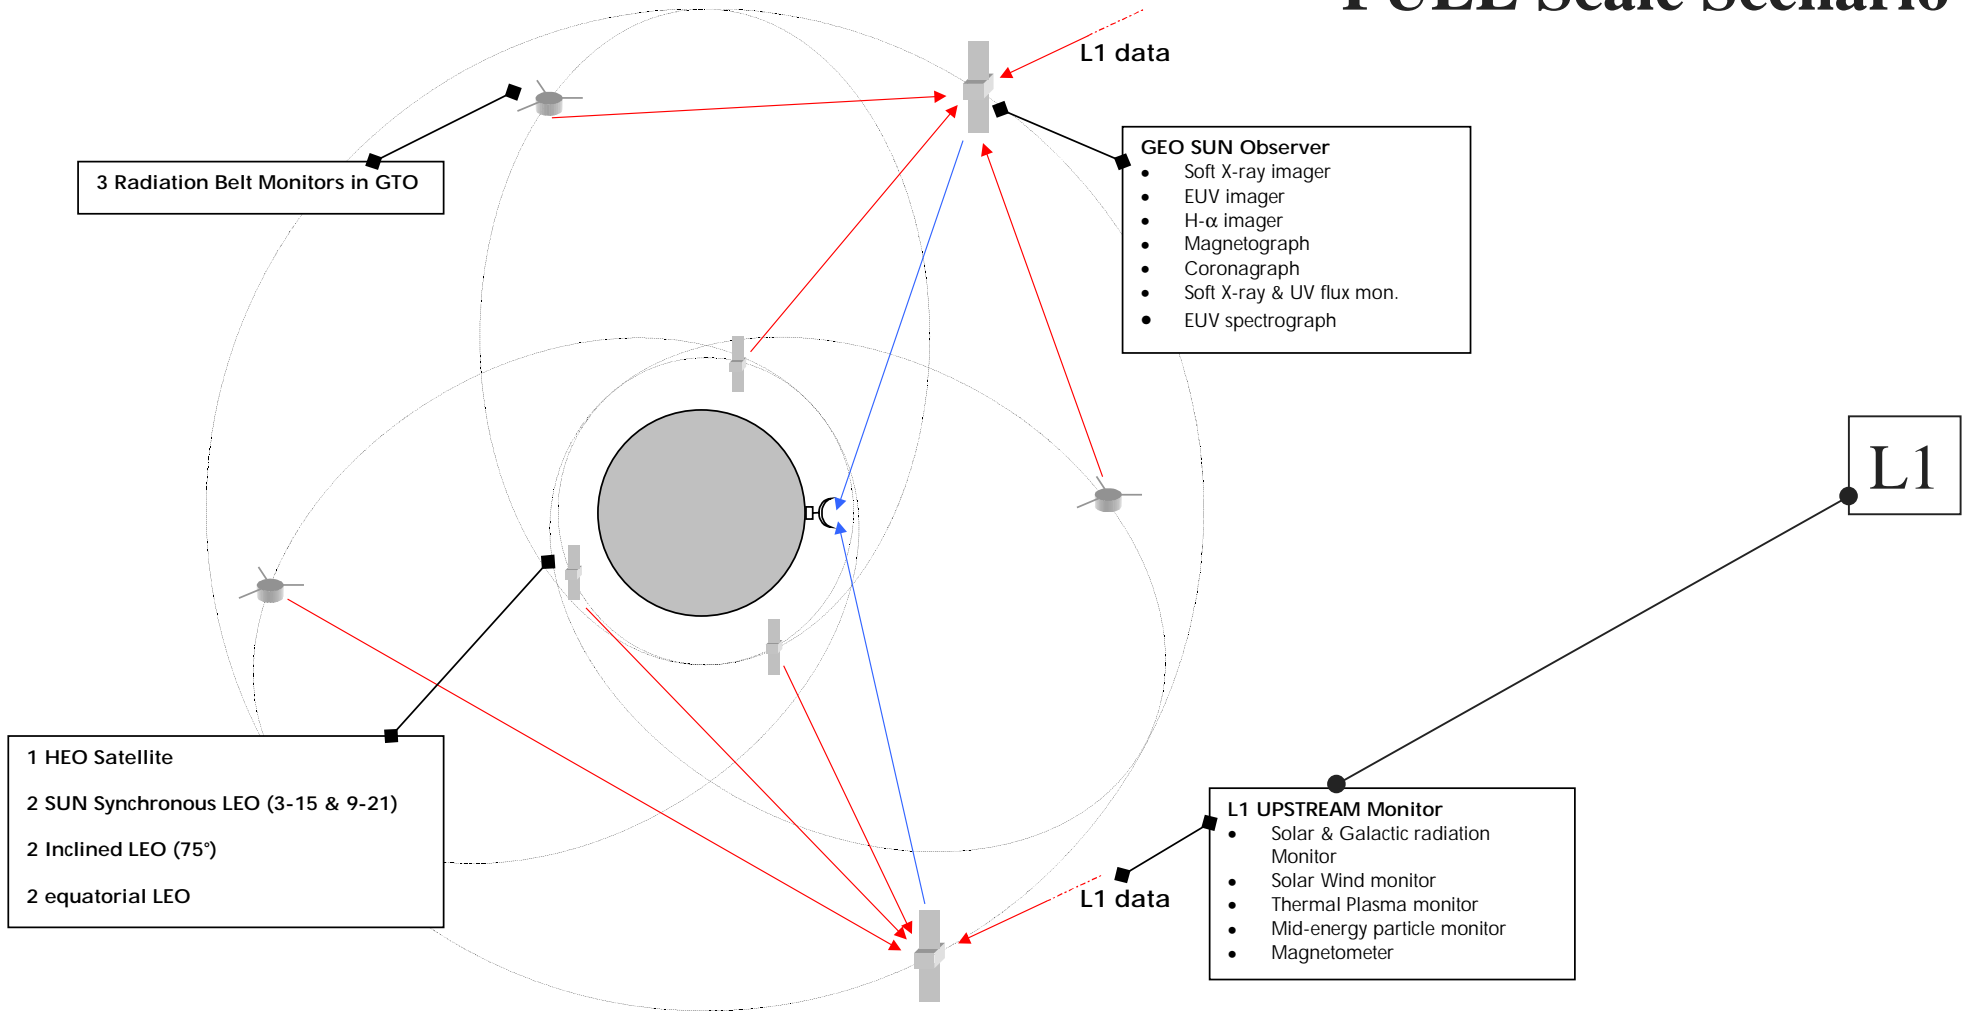 FULL Scale Scenario
L1 data
3 Radiation Belt Monitors in GTO
GEO SUN Observer
• Soft X-ray imager
• EUV imager
• H-α imager
• Magnetograph
• Coronagraph
• Soft X-ray & UV flux mon.
• EUV spectrograph
L1
1 HEO Satellite
2 SUN Synchronous LEO (3-15 & 9-21)
2 Inclined LEO (75°)
2 equatorial LEO
L1 data
L1 UPSTREAM Monitor
• Solar & Galactic radiation
Monitor
• Solar Wind monitor
• Thermal Plasma monitor
• Mid-energy particle monitor
• Magnetometer